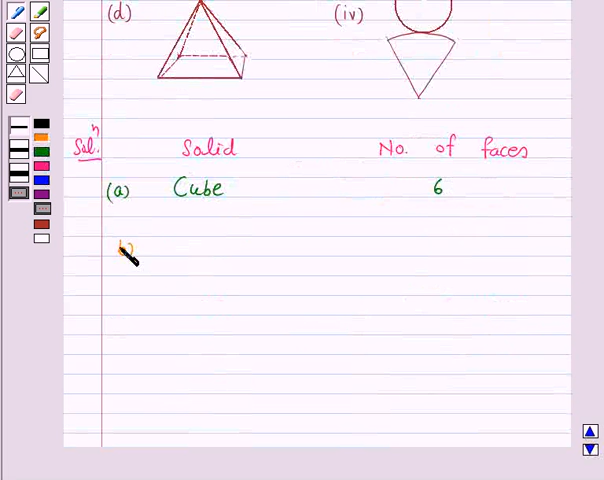 (d) (iv)
Solⁿ. Solid No. of faces
(a) Cube 6
b)